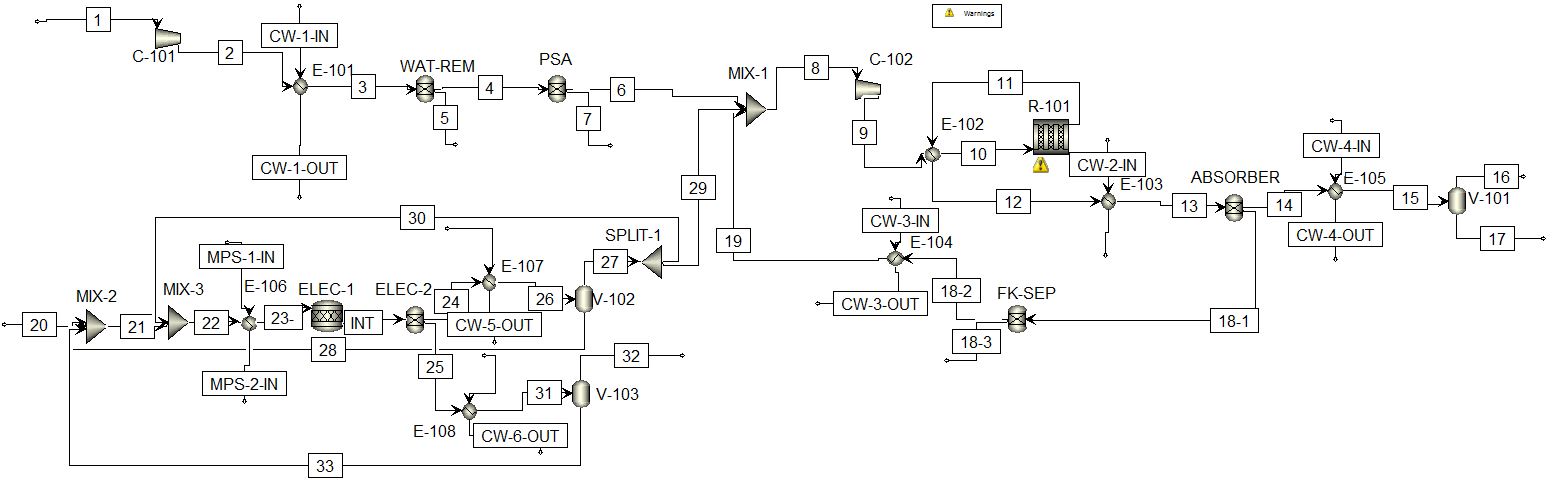 Warnings
1
CW-1-IN
C-101
2
E-101
3
WAT-REM
4
5
PSA
6
7
CW-1-OUT
MIX-1
8
C-102
9
11
R-101
E-102
10
CW-2-IN
E-103
12
13
ABSORBER
14
CW-4-IN
E-105
15
16
V-101
17
CW-4-OUT
29
30
SPLIT-1
27
19
CW-3-IN
E-104
CW-3-OUT
18-2
FK-SEP
18-1
18-3
MPS-1-IN
E-106
ELEC-1
ELEC-2
24
E-107
26
V-102
CW-5-OUT
MIX-2
MIX-3
20
21
22
23-
INT
28
MPS-2-IN
25
32
31
V-103
E-108
CW-6-OUT
33